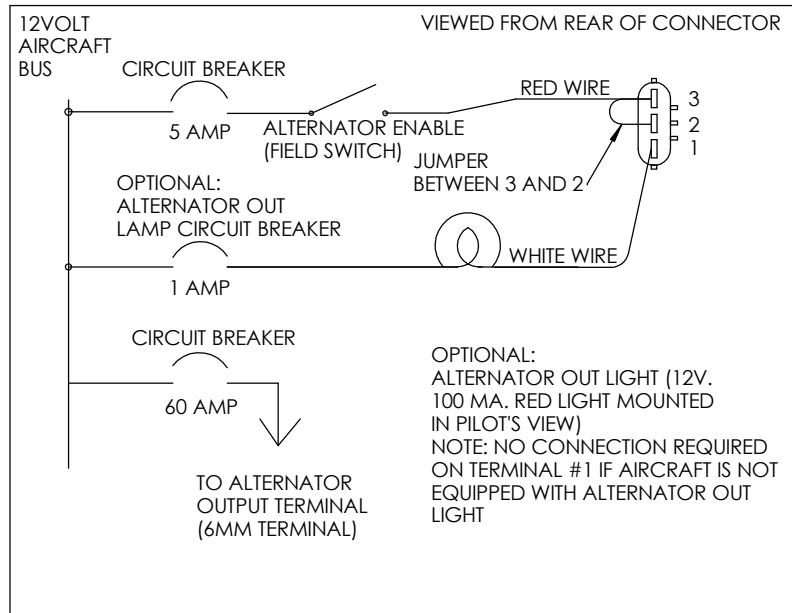 12VOLT
AIRCRAFT
BUS
VIEWED FROM REAR OF CONNECTOR
CIRCUIT BREAKER
5 AMP
ALTERNATOR ENABLE
(FIELD SWITCH)
RED WIRE
3
2
1
JUMPER
BETWEEN 3 AND 2
OPTIONAL:
ALTERNATOR OUT
LAMP CIRCUIT BREAKER
1 AMP
WHITE WIRE
CIRCUIT BREAKER
60 AMP
TO ALTERNATOR
OUTPUT TERMINAL
(6MM TERMINAL)
OPTIONAL:
ALTERNATOR OUT LIGHT (12V.
100 MA. RED LIGHT MOUNTED
IN PILOT'S VIEW)
NOTE: NO CONNECTION REQUIRED
ON TERMINAL #1 IF AIRCRAFT IS NOT
EQUIPPED WITH ALTERNATOR OUT
LIGHT